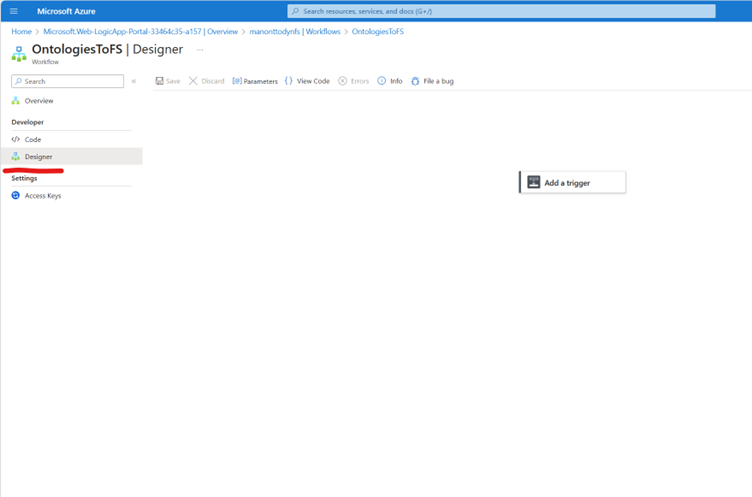 Microsoft Azure
Search resources, services, and docs (G+/)
Home > Microsoft.Web-LogicApp-Portal-33464c35-a157 | Overview > manonttodynfs | Workflows > OntologiesToFS
OntologiesToFS | Designer ...
Workflow
Search
Save Discard Parameters View Code Errors Info File a bug
Overview
Developer
Code
Designer
Settings
Access Keys
Add a trigger